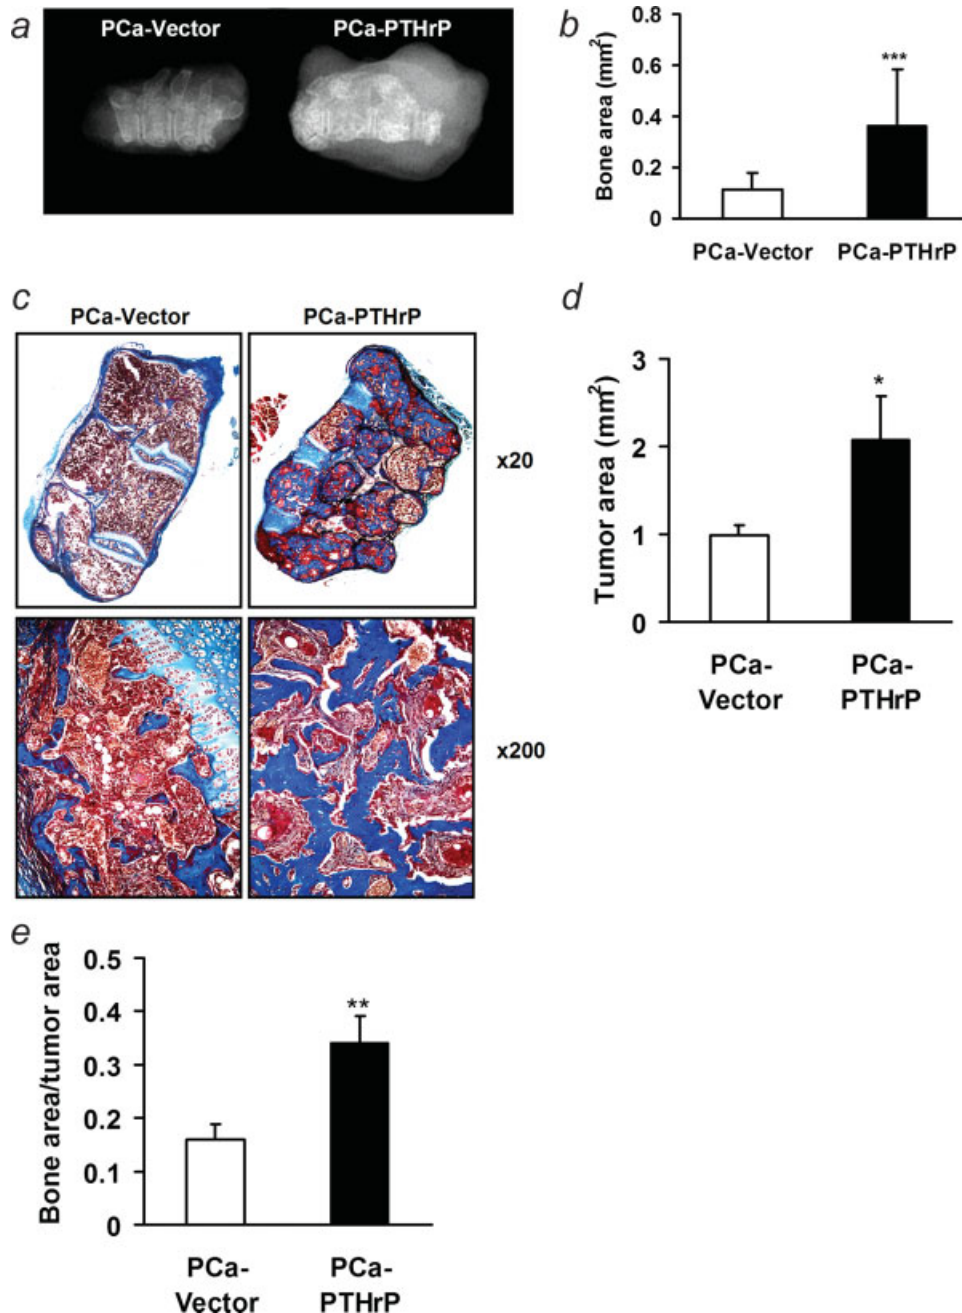 a
PCa-Vector PCa-PTHrP
b
Bone area (mm²)
0.8
0.6
0.4
0.2
0
***
PCa-Vector PCa-PTHrP
c
PCa-Vector PCa-PTHrP
x20
x200
d
Tumor area (mm²)
3
2
1
0
*
PCa-
Vector
PCa-
PTHrP
e
Bone area/tumor area
0.5
0.4
0.3
0.2
0.1
0
**
PCa-
Vector
PCa-
PTHrP